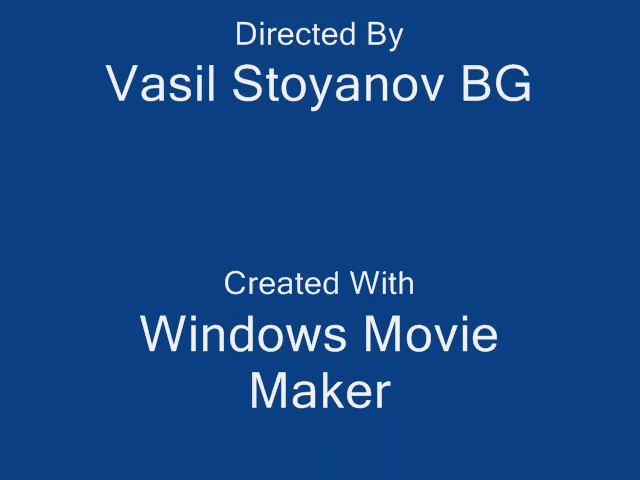 Directed By
Vasil Stoyanov BG
Created With
Windows Movie
Maker